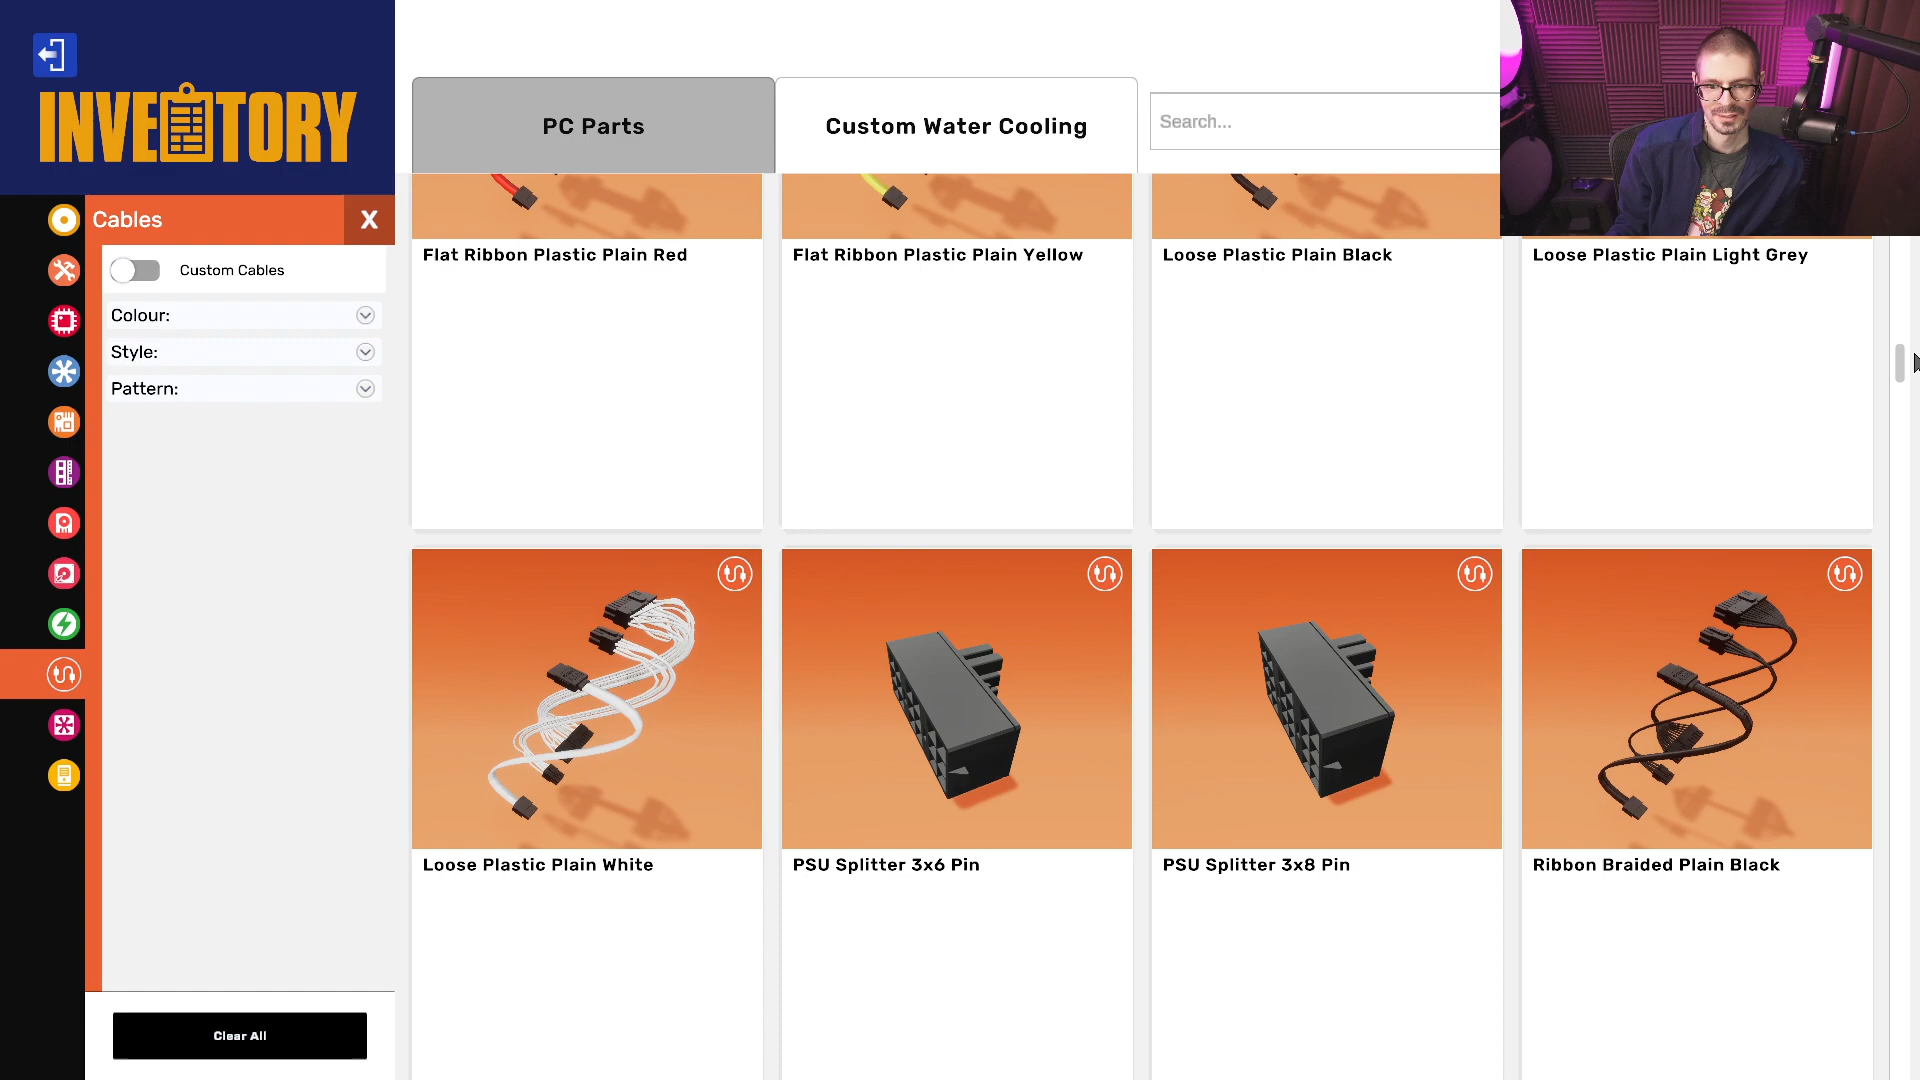 INVENTORY
PC Parts
Custom Water Cooling
Search...
Cables
X
Custom Cables
Colour:
Style:
Pattern:
Flat Ribbon Plastic Plain Red
Flat Ribbon Plastic Plain Yellow
Loose Plastic Plain Black
Loose Plastic Plain Light Grey
Loose Plastic Plain White
PSU Splitter 3x6 Pin
PSU Splitter 3x8 Pin
Ribbon Braided Plain Black
Clear All